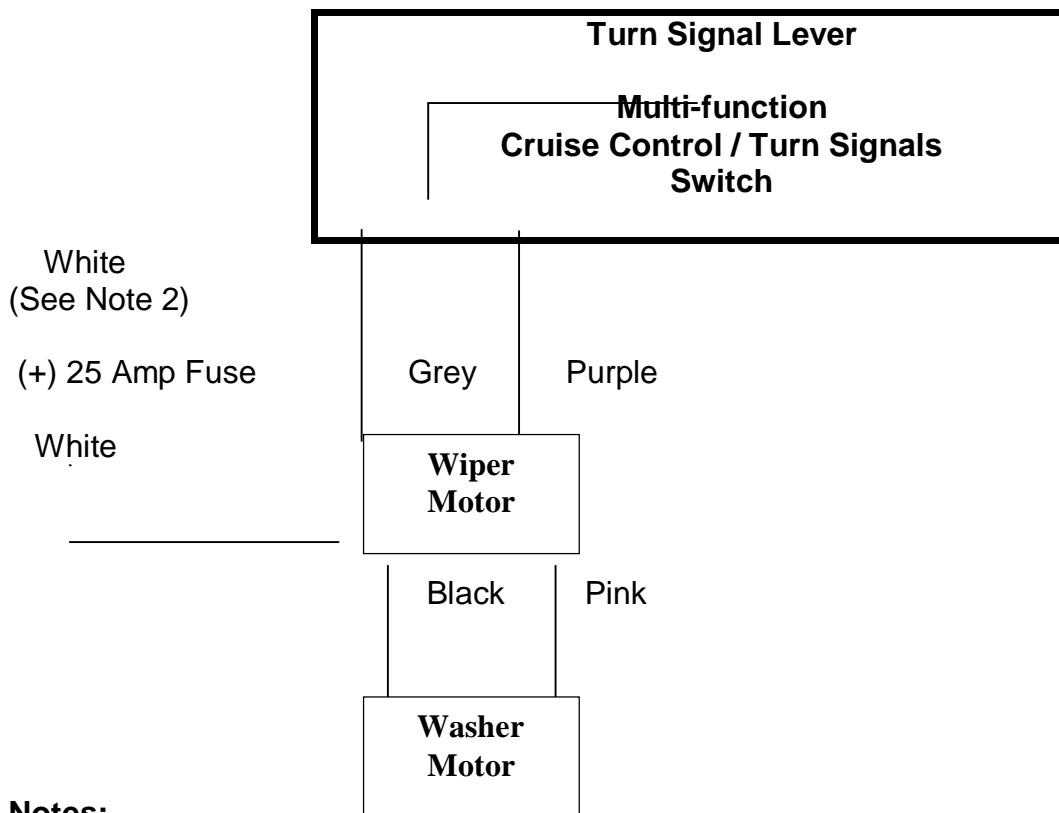 Turn Signal Lever
Multi-function
Cruise Control / Turn Signals
Switch
White
(See Note 2)
(+) 25 Amp Fuse
Grey
Purple
White
Wiper
Motor
Black
Pink
Washer
Motor
Notes: